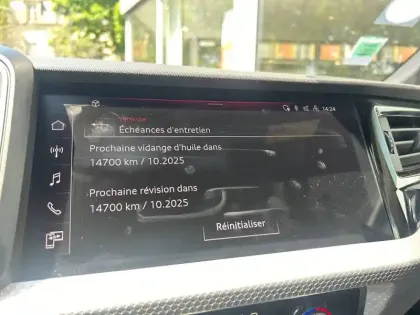 14:24
Échéances d'entretien
Prochaine vidange d'huile dans
14700 km / 10.2025
Prochaine révision dans
14700 km / 10.2025
Réinitialiser